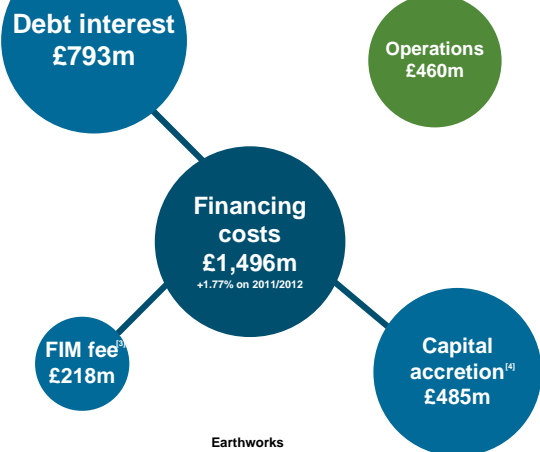 Debt interest
£793m
Operations
£460m
Financing
costs
£1,496m
+1.77% on 2011/2012
FIM fee[3]
£218m
Capital
accretion[4]
£485m
Earthworks